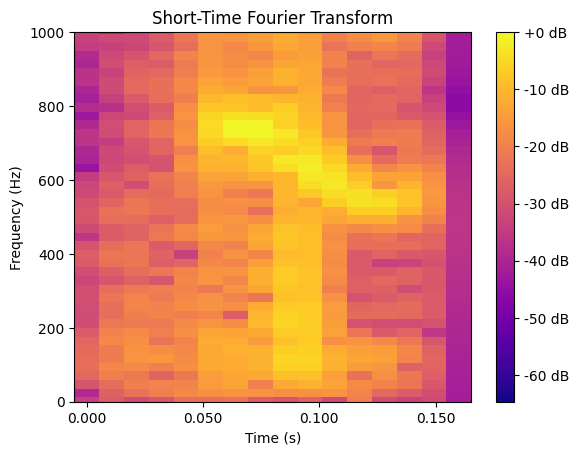 Short-Time Fourier Transform
1000
800
600
400
200
0
Frequency (Hz)
0.000
0.050
0.100
0.150
Time (s)
+0 dB
-10 dB
-20 dB
-30 dB
-40 dB
-50 dB
-60 dB